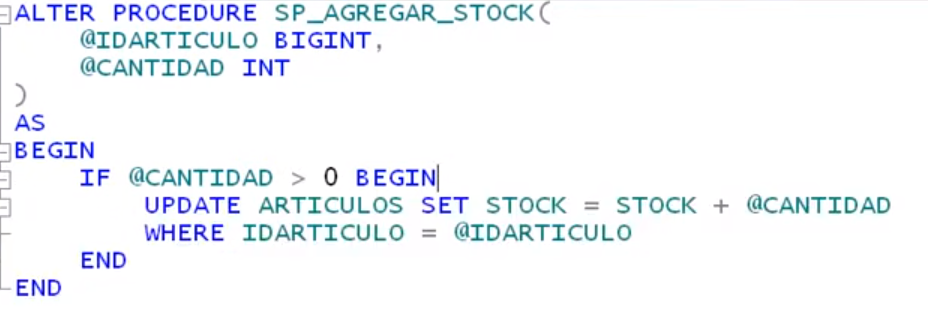 ALTER PROCEDURE SP_AGREGAR_STOCK(
@IDARTICULO BIGINT,
@CANTIDAD INT
)
AS
BEGIN
IF @CANTIDAD > 0 BEGIN
UPDATE ARTICULOS SET STOCK = STOCK + @CANTIDAD
WHERE IDARTICULO = @IDARTICULO
END
END